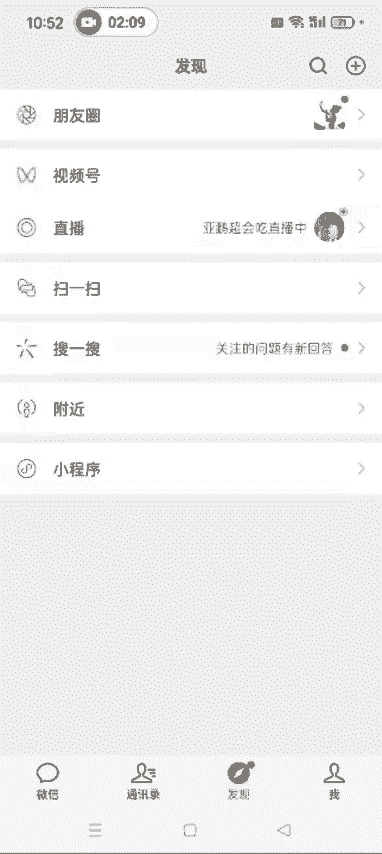 10:52 02:09 71
发现
朋友圈
视频号
直播 亚鹏超会吃直播中
扫一扫
搜一搜 关注的问题有新回答
附近
小程序
微信 通讯录 发现 我